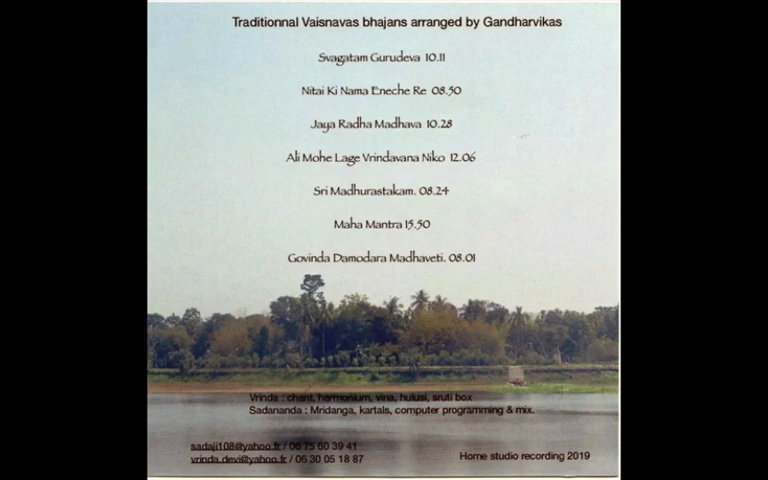 Traditionnal Vaisnavas bhajans arranged by Gandharvikas
Svagatam Gurudeva 10.11
Nitai Ki Nama Eneche Re 08.50
Jaya Radha Madhava 10.28
Ali Mohe Lage Vrindavana Niko 12.06
Sri Madhurastakam. 08.24
Maha Mantra 15.50
Govinda Damodara Madhaveti. 08.01
Vrinda : chant, harmonium, vina, hulusi, sruti box
Sadananda : Mridanga, kartals, computer programming & mix.
sadaji108@yahoo.fr / 06 75 60 39 41
vrinda.devi@yahoo.fr / 06 30 05 18 87
Home studio recording 2019